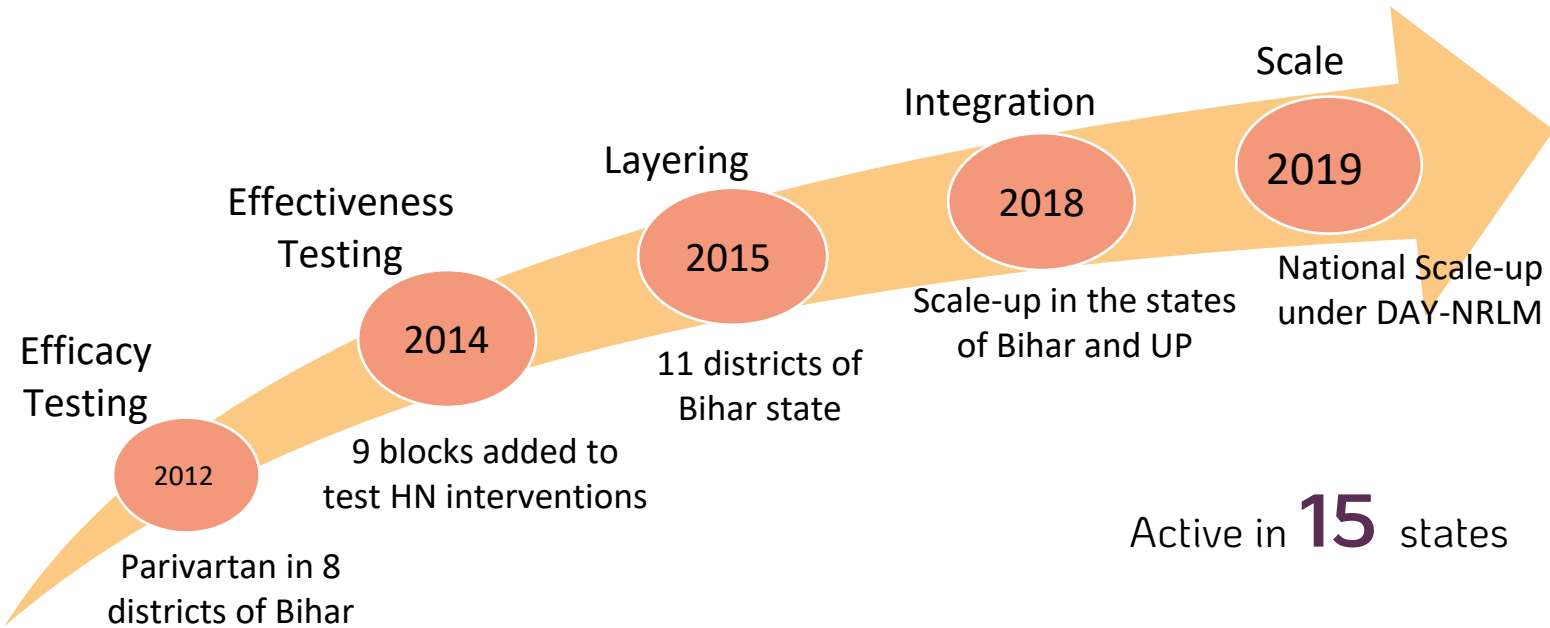 Efficacy
Testing
2012
Parivartan in 8
districts of Bihar
Effectiveness
Testing
2014
9 blocks added to
test HN interventions
Layering
2015
11 districts of
Bihar state
Integration
2018
Scale-up in the states
of Bihar and UP
Scale
2019
National Scale-up
under DAY-NRLM
Active in 15 states